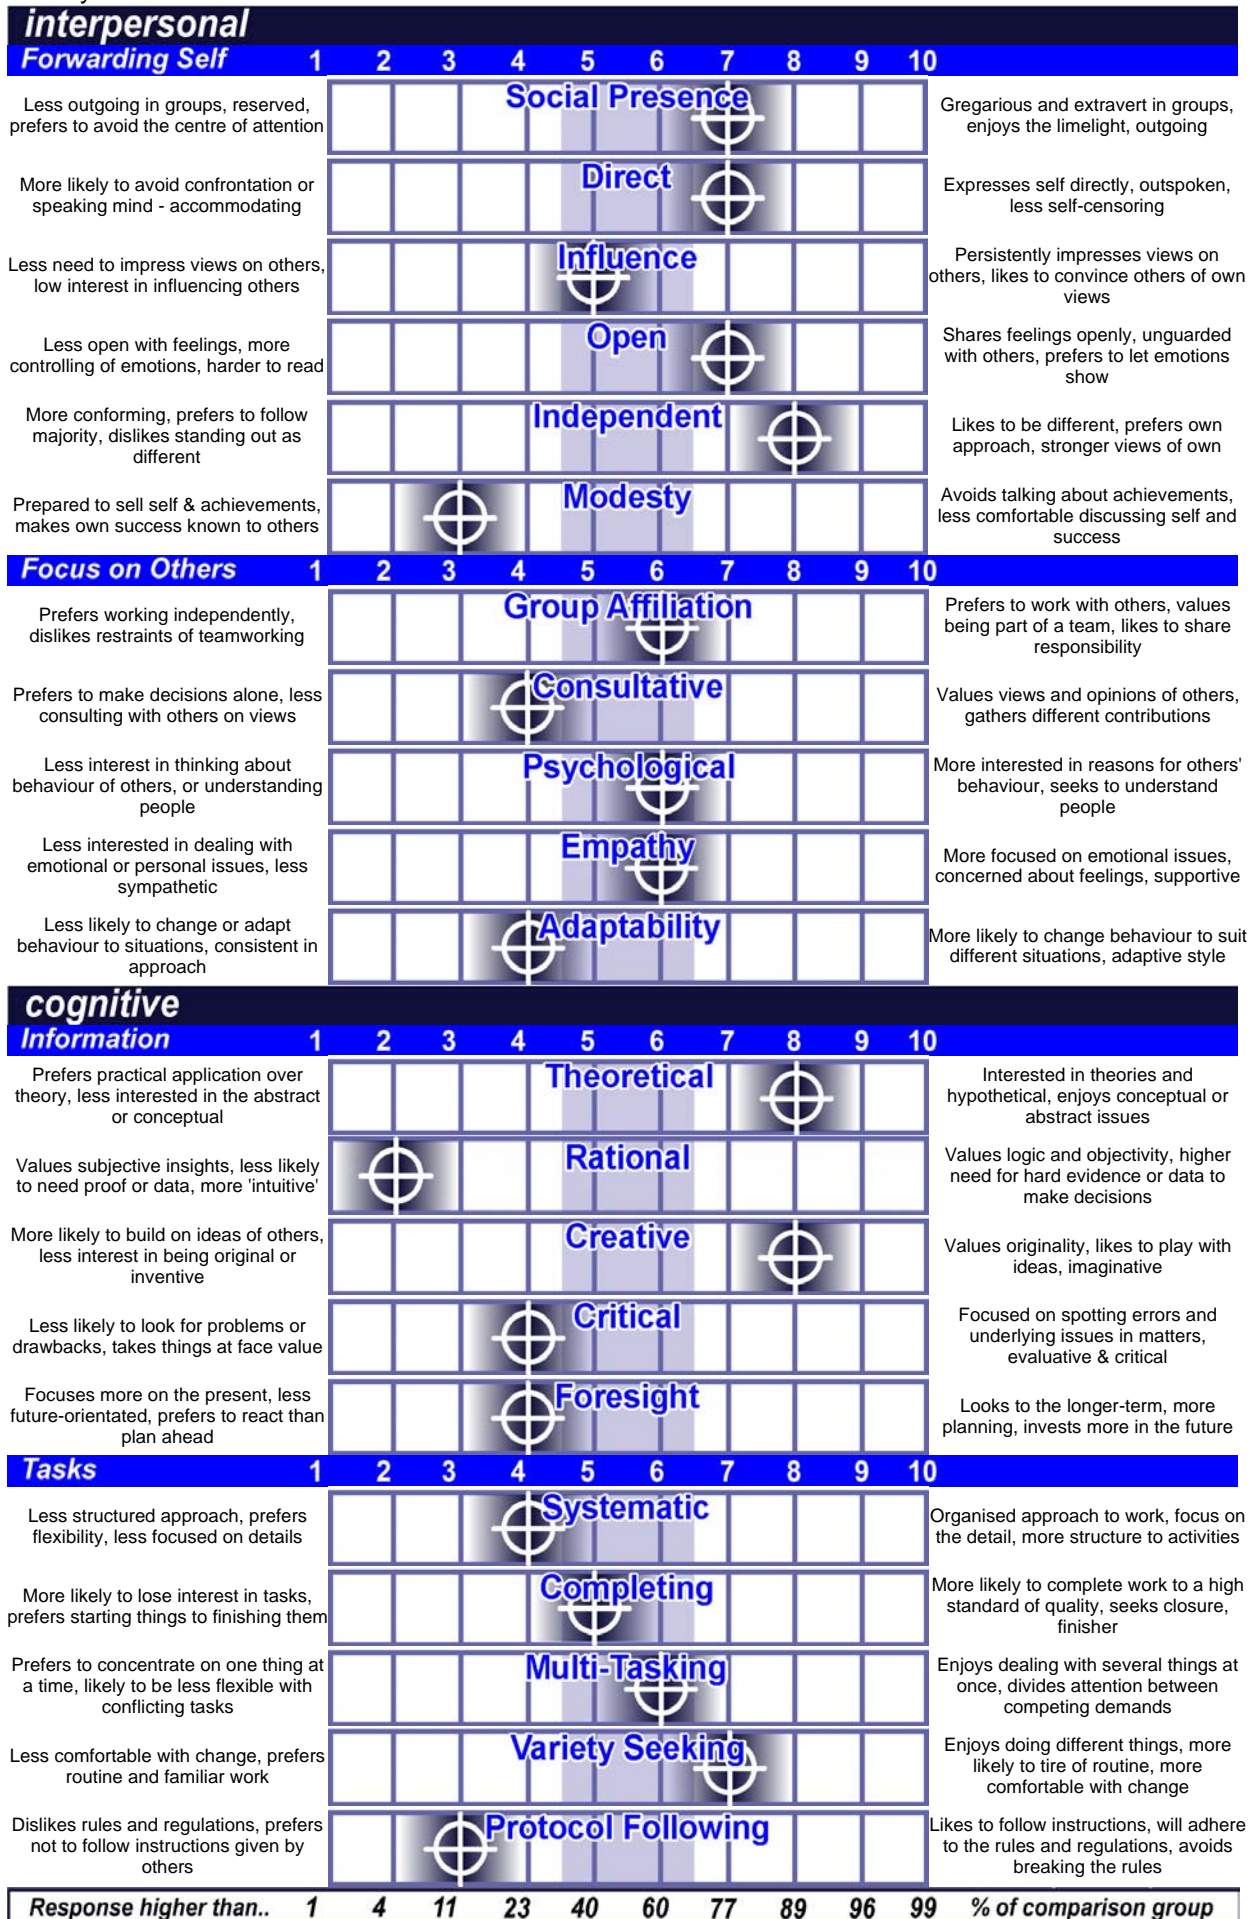 interpersonal
Forwarding Self 1 2 3 4 5 6 7 8 9 10
Less outgoing in groups, reserved,
prefers to avoid the centre of attention
Social Presence
Gregarious and extravert in groups,
enjoys the limelight, outgoing
More likely to avoid confrontation or
speaking mind - accommodating
Direct
Expresses self directly, outspoken,
less self-censoring
Less need to impress views on others,
low interest in influencing others
Influence
Persistently impresses views on
others, likes to convince others of own
views
Less open with feelings, more
controlling of emotions, harder to read
Open
Shares feelings openly, unguarded
with others, prefers to let emotions
show
More conforming, prefers to follow
majority, dislikes standing out as
different
Independent
Likes to be different, prefers own
approach, stronger views of own
Prepared to sell self & achievements,
makes own success known to others
Modesty
Avoids talking about achievements,
less comfortable discussing self and
success
Focus on Others 1 2 3 4 5 6 7 8 9 10
Prefers working independently,
dislikes restraints of teamworking
Group Affiliation
Prefers to work with others, values
being part of a team, likes to share
responsibility
Prefers to make decisions alone, less
consulting with others on views
Consultative
Values views and opinions of others,
gathers different contributions
Less interest in thinking about
behaviour of others, or understanding
people
Psychological
More interested in reasons for others'
behaviour, seeks to understand
people
Less interested in dealing with
emotional or personal issues, less
sympathetic
Empathy
More focused on emotional issues,
concerned about feelings, supportive
Less likely to change or adapt
behaviour to situations, consistent in
approach
Adaptability
More likely to change behaviour to suit
different situations, adaptive style
cognitive
Information 1 2 3 4 5 6 7 8 9 10
Prefers practical application over
theory, less interested in the abstract
or conceptual
Theoretical
Interested in theories and
hypothetical, enjoys conceptual or
abstract issues
Values subjective insights, less likely
to need proof or data, more 'intuitive'
Rational
Values logic and objectivity, higher
need for hard evidence or data to
make decisions
More likely to build on ideas of others,
less interest in being original or
inventive
Creative
Values originality, likes to play with
ideas, imaginative
Less likely to look for problems or
drawbacks, takes things at face value
Critical
Focused on spotting errors and
underlying issues in matters,
evaluative & critical
Focuses more on the present, less
future-orientated, prefers to react than
plan ahead
Foresight
Looks to the longer-term, more
planning, invests more in the future
Tasks 1 2 3 4 5 6 7 8 9 10
Less structured approach, prefers
flexibility, less focused on details
Systematic
Organised approach to work, focus on
the detail, more structure to activities
More likely to lose interest in tasks,
prefers starting things to finishing them
Completing
More likely to complete work to a high
standard of quality, seeks closure,
finisher
Prefers to concentrate on one thing at
a time, likely to be less flexible with
conflicting tasks
Multi-Tasking
Enjoys dealing with several things at
once, divides attention between
competing demands
Less comfortable with change, prefers
routine and familiar work
Variety Seeking
Enjoys doing different things, more
likely to tire of routine, more
comfortable with change
Dislikes rules and regulations, prefers
not to follow instructions given by
others
Protocol Following
Likes to follow instructions, will adhere
to the rules and regulations, avoids
breaking the rules
Response higher than.. 1 4 11 23 40 60 77 89 96 99 % of comparison group